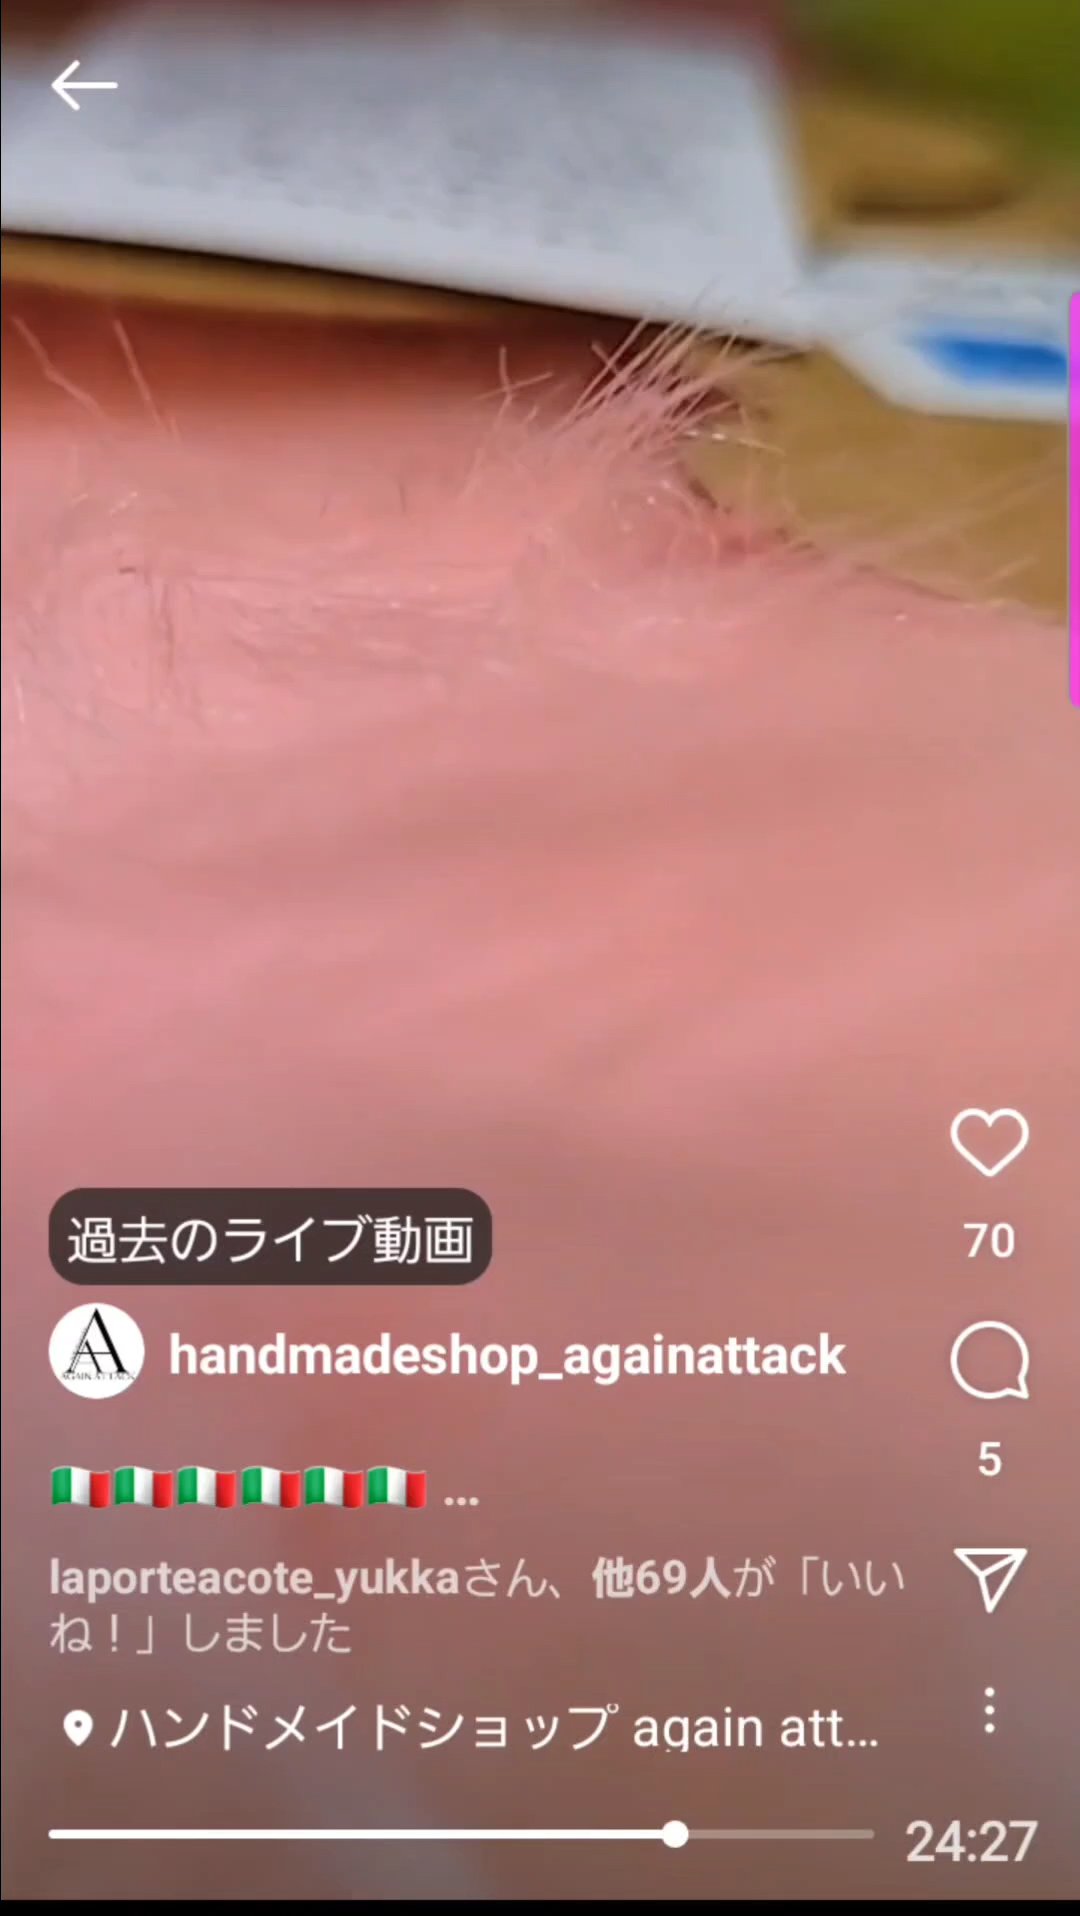 過去のライブ動画
AGAIN ATTACK
handmadeshop_againattack
🇮🇹🇮🇹🇮🇹🇮🇹🇮🇹🇮🇹 ...
laporteacote_yukkaさん、他69人が「いい
ね！」しました
ハンドメイドショップ again att...
70
5
24:27